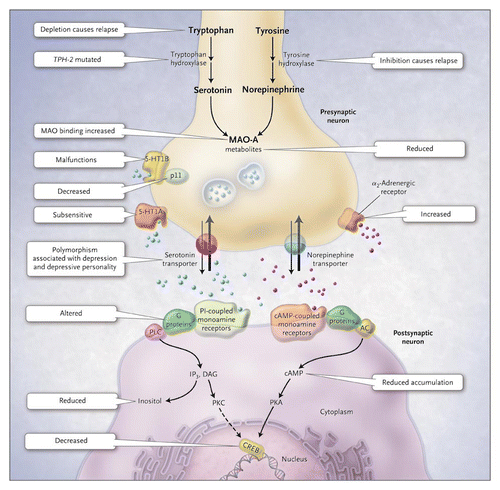 Depletion causes relapse
Tryptophan
Tyrosine
TPH-2 mutated
Tryptophan
hydroxylase
Tyrosine
hydroxylase
Inhibition causes relapse
Serotonin
Norepinephrine
Presynaptic
neuron
MAO binding increased
MAO-A
metabolites
Reduced
Malfunctions
5-HT1B
p11
Decreased
α₂-Adrenergic
receptor
Subsensitive
5-HT1A
Increased
Polymorphism
associated with depression
and depressive personality
Serotonin
transporter
Norepinephine
transporter
Altered
G
proteins
PI-coupled
monoamine
receptors
cAMP-coupled
monoamine
receptors
G
proteins
PLC
AC
Postsynaptic
neuron
IP₃, DAG
cAMP
Reduced accumulation
Reduced
Inositol
PKC
PKA
Cytoplasm
Decreased
CREB
Nucleus